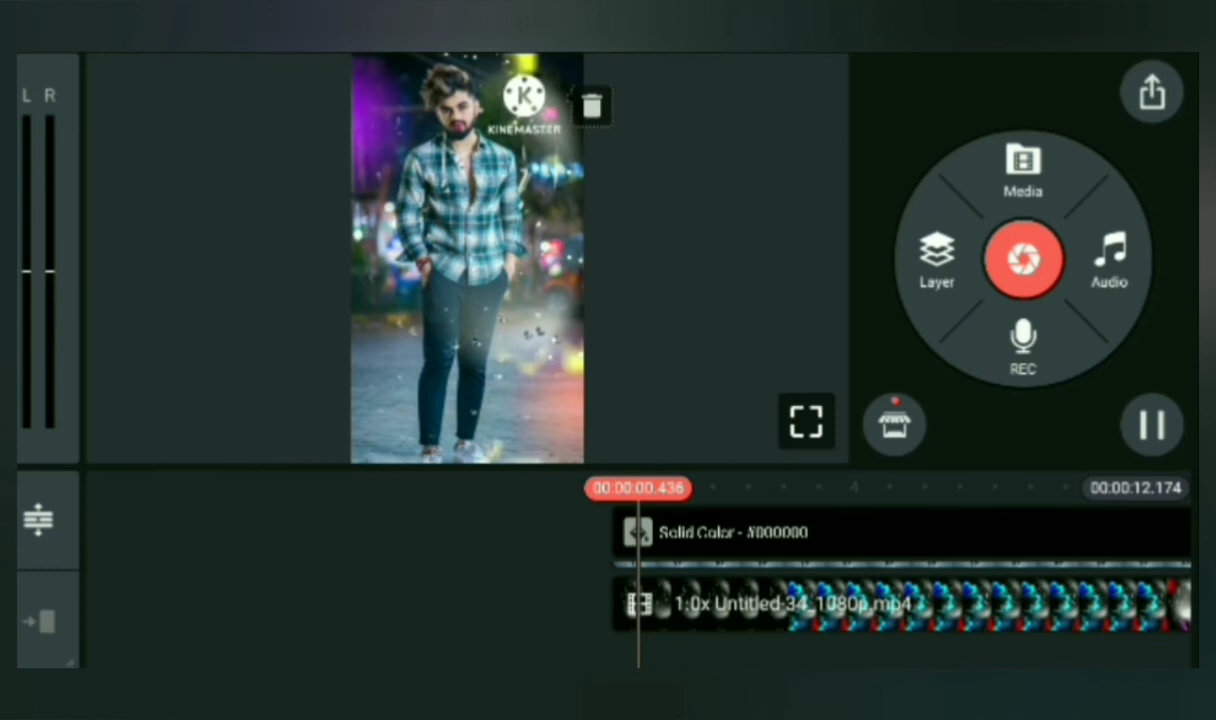 L R
K
KINEMASTER
Media
Layer
Audio
REC
00:00:00.436
4
00:00:12.174
Solid Color - #000000
1.0x Untitled-34_1080p.mp4